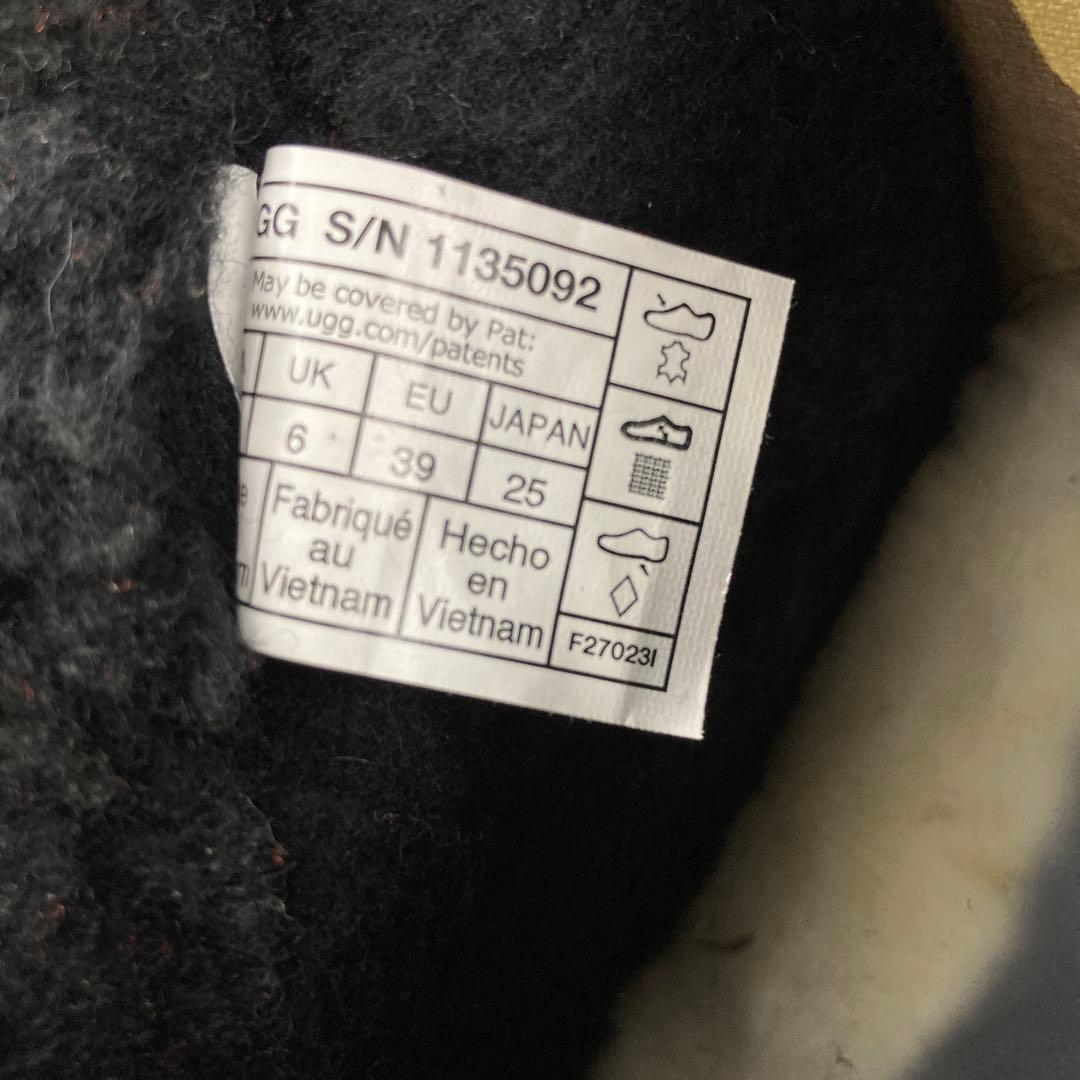 GG S/N 1135092
May be covered by Pat:
www.ugg.com/patents
UK EU JAPAN
6 39 25
Fabriqué
au
Vietnam
Hecho
en
Vietnam
F27023I